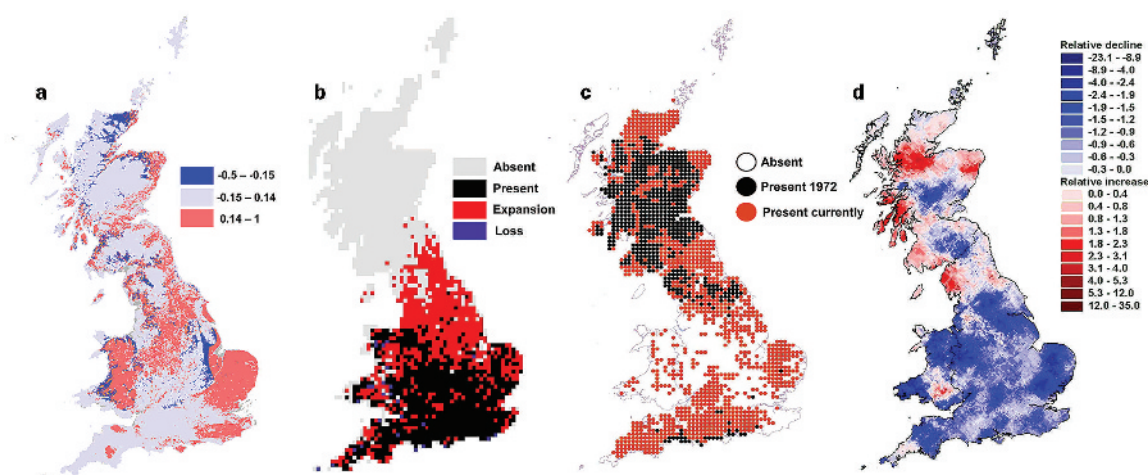 a
-0.5 – -0.15
-0.15 – 0.14
0.14 – 1
b
Absent
Present
Expansion
Loss
c
Absent
Present 1972
Present currently
d
Relative decline
-23.1 - -8.9
-8.9 - -4.0
-4.0 - -2.4
-2.4 - -1.9
-1.9 - -1.5
-1.5 - -1.2
-1.2 - -0.9
-0.9 - -0.6
-0.6 - -0.3
-0.3 - 0.0
Relative increase
0.0 - 0.4
0.4 - 0.8
0.8 - 1.3
1.3 - 1.8
1.8 - 2.3
2.3 - 3.1
3.1 - 4.0
4.0 - 5.3
5.3 - 12.0
12.0 - 35.0